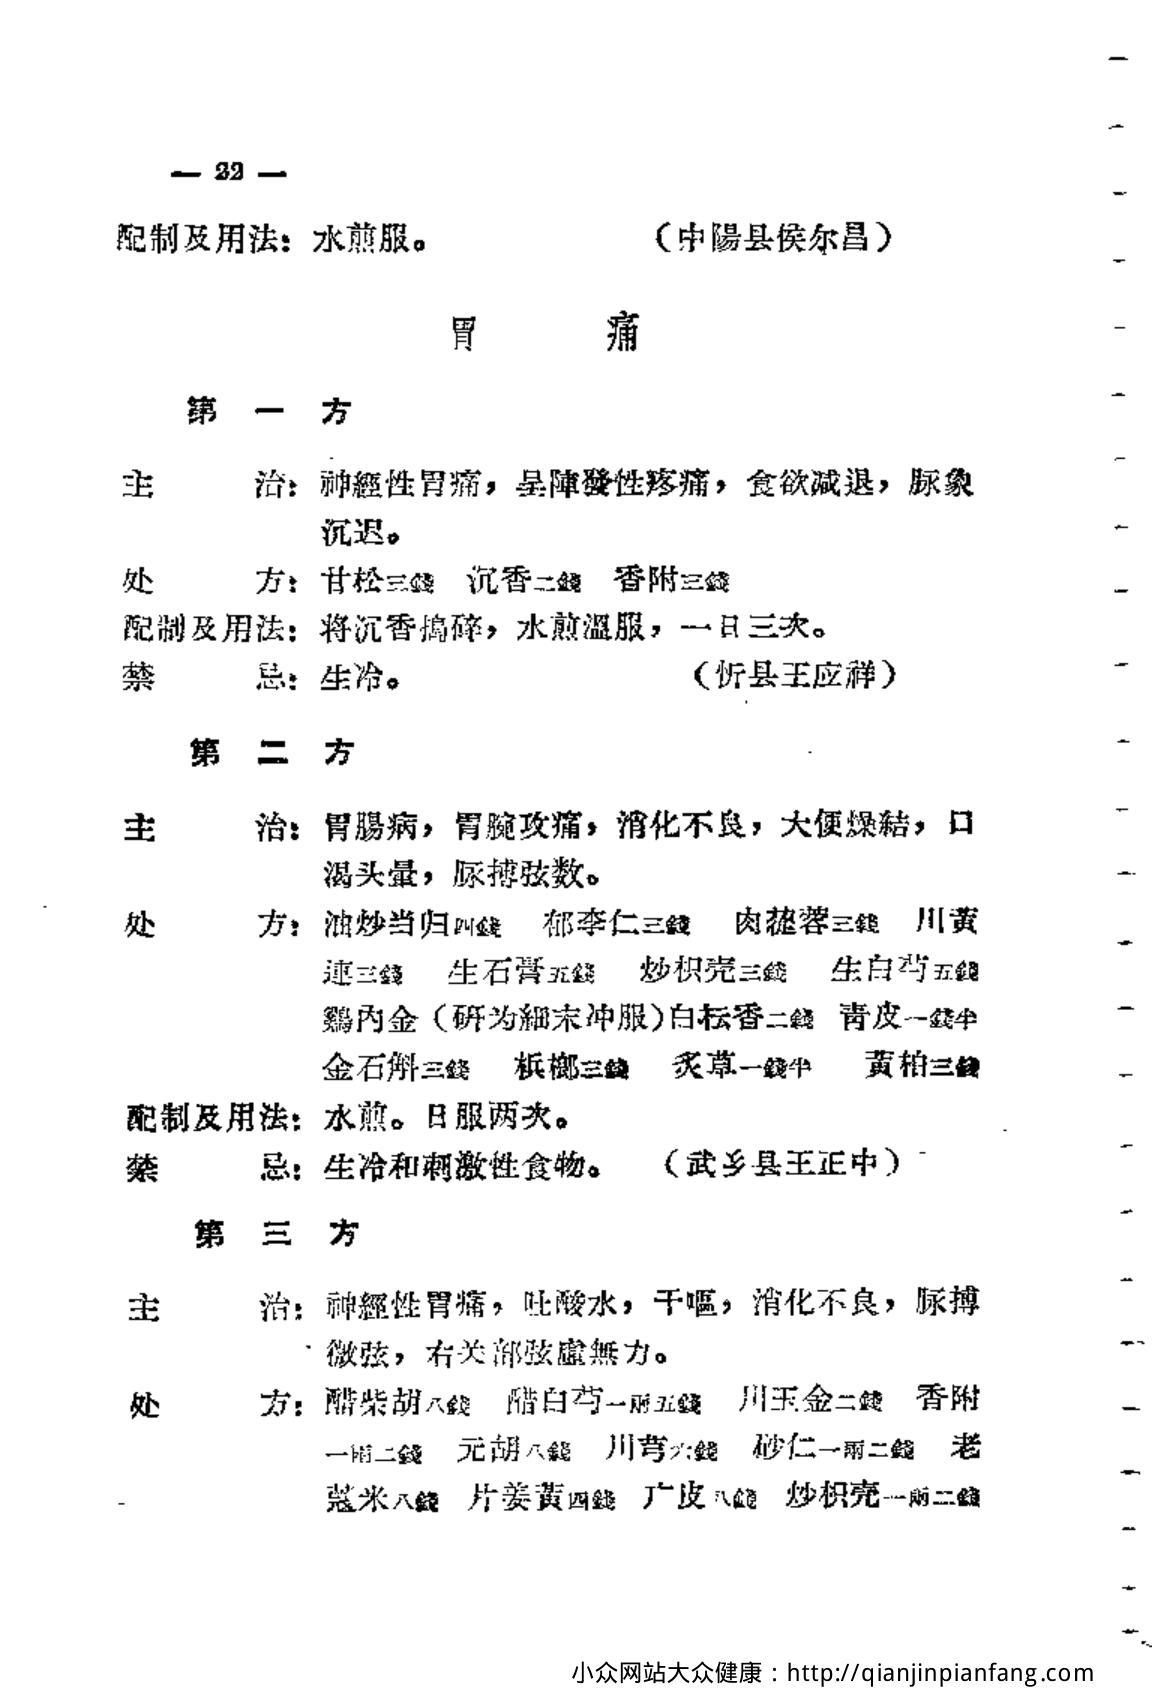 — 32 —
配制及用法：水煎服。 （中陽县侯尔昌）
胃 痛
第 一 方
主 治：神經性胃痛，呈陣發性疼痛，食欲减退，脈象
沉迟。
处 方：甘松三錢 沉香二錢 香附三錢
配制及用法：将沉香搗碎，水煎溫服，一日三次。
禁 忌：生冷。 （忻县王应祥）
第 二 方
主 治：胃腸病，胃腕攻痛，消化不良，大便燥結，口
渴头暈，脈搏弦数。
处 方：油炒当归四錢 郁李仁三錢 肉蓯蓉三錢 川黃
連三錢 生石膏五錢 炒枳壳三錢 生白芍五錢
鷄內金（研为細末冲服）白枟香二錢 青皮一錢半
金石斛三錢 梹榔三錢 炙草一錢半 黃柏三錢
配制及用法：水煎。日服两次。
禁 忌：生冷和刺激性食物。 （武乡县王正中）
第 三 方
主 治：神經性胃痛，吐酸水，干嘔，消化不良，脈搏
微弦，右关部弦虛無力。
处 方：醋柴胡八錢 醋白芍一兩五錢 川玉金二錢 香附
一兩二錢 元胡八錢 川芎六錢 砂仁一兩二錢 老
蔻米八錢 片姜黃四錢 广皮八錢 炒枳壳一兩二錢
小众网站大众健康：http://qianjinpianfang.com